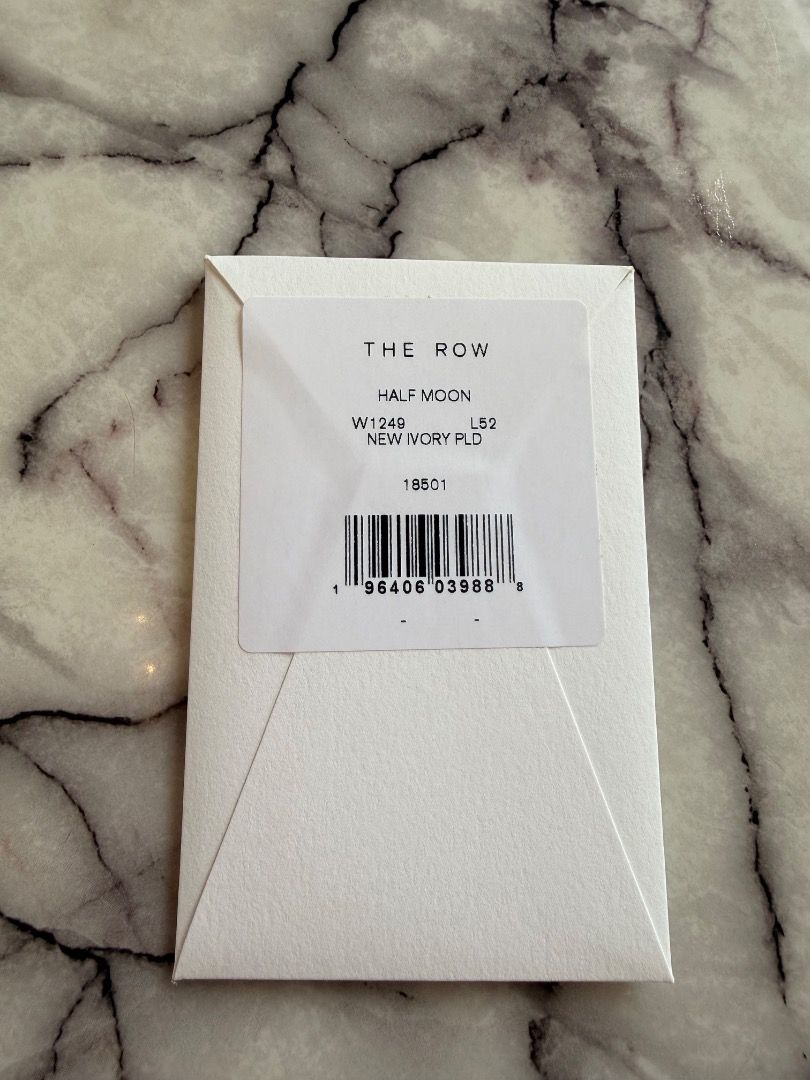 THE ROW
HALF MOON
W1249 L52
NEW IVORY PLD
18501
1 96406 03988 8
- -